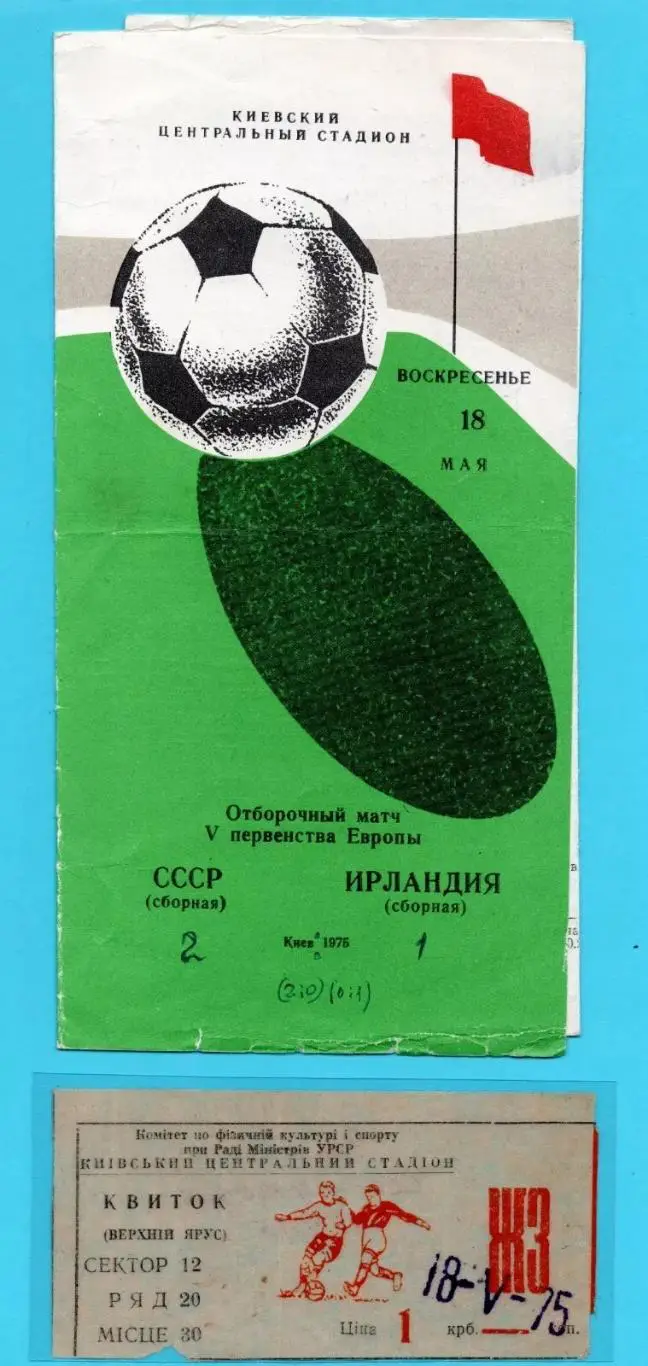 КИЕВСКИЙ
ЦЕНТРАЛЬНЫЙ СТАДИОН
ВОСКРЕСЕНЬЕ
18
МАЯ
Отборочный матч
V первенства Европы
СССР ИРЛАНДИЯ
(сборная) (сборная)
2 Киев 1975 1
(2:0) (0:1)
Комітет по фізичній культурі і спорту
при Раді Міністрів УРСР
КИЇВСЬКИЙ ЦЕНТРАЛЬНИЙ СТАДІОН
КВИТОК
(ВЕРХНІЙ ЯРУС)
СЕКТОР 12
РЯД 20
МІСЦЕ 30
ЖЗ
18-V-75
Ціна 1 крб.